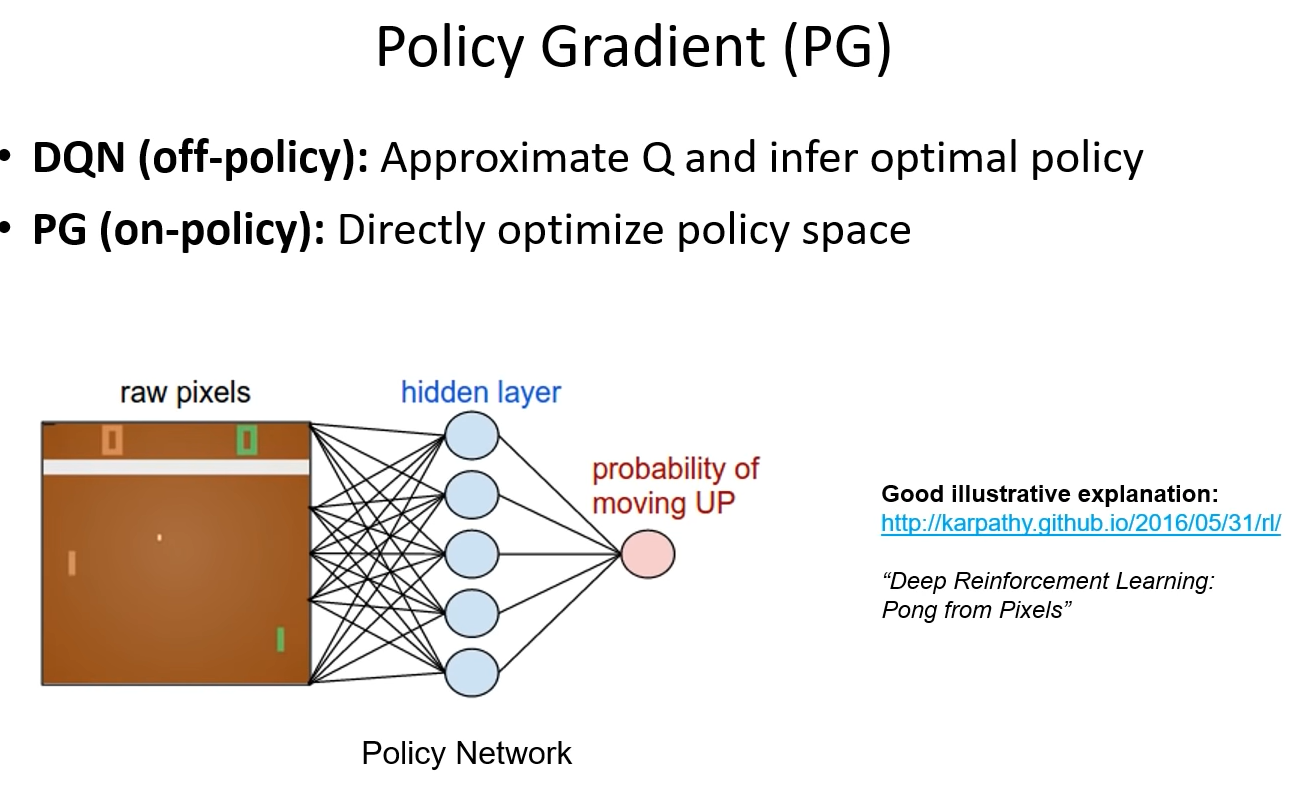 Policy Gradient (PG)
• DQN (off-policy): Approximate Q and infer optimal policy
• PG (on-policy): Directly optimize policy space
raw pixels
hidden layer
0 0
probability of
moving UP
Good illustrative explanation:
http://karpathy.github.io/2016/05/31/rl/
“Deep Reinforcement Learning:
Pong from Pixels”
Policy Network